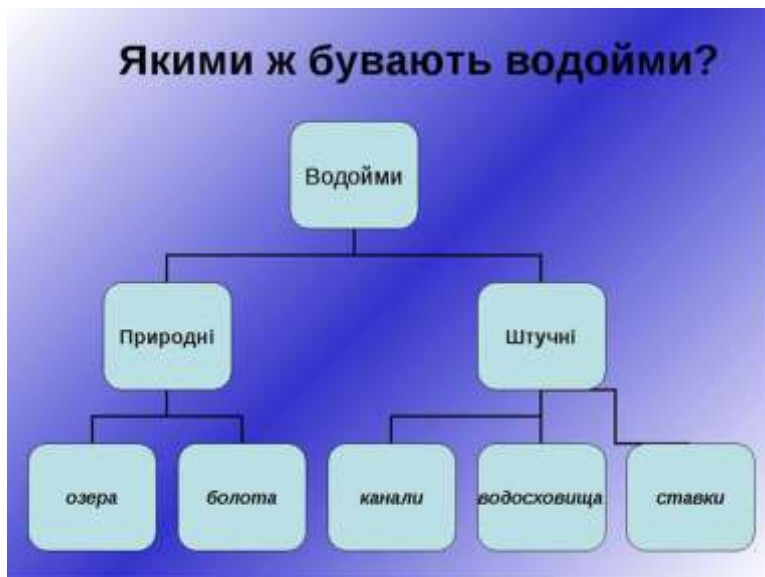 Якими ж бувають водойми?
Водойми
Природні
Штучні
озера
болота
канали
водосховища
ставки